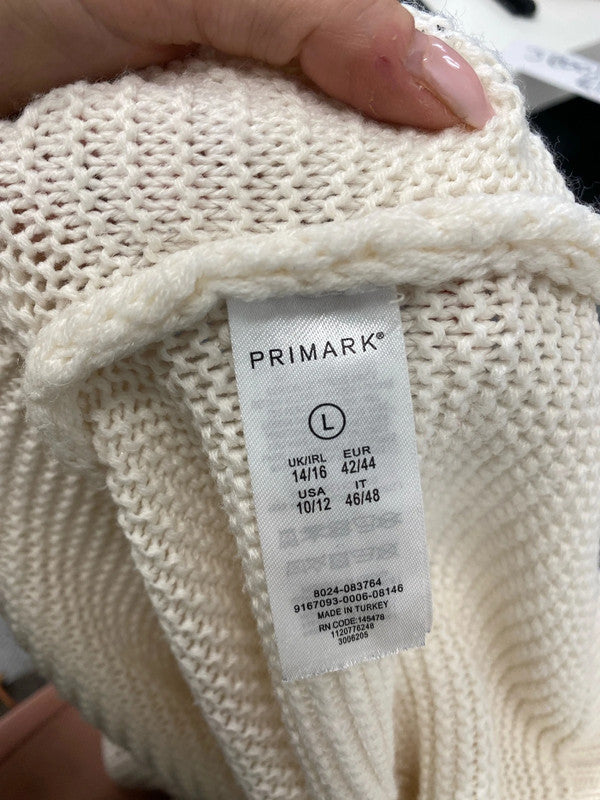 PRIMARK®
L
UK/IRL EUR
14/16 42/44
USA IT
10/12 46/48
8024-083764
9167093-0006-08146
MADE IN TURKEY
RN CODE:145478
1120776248
3006205